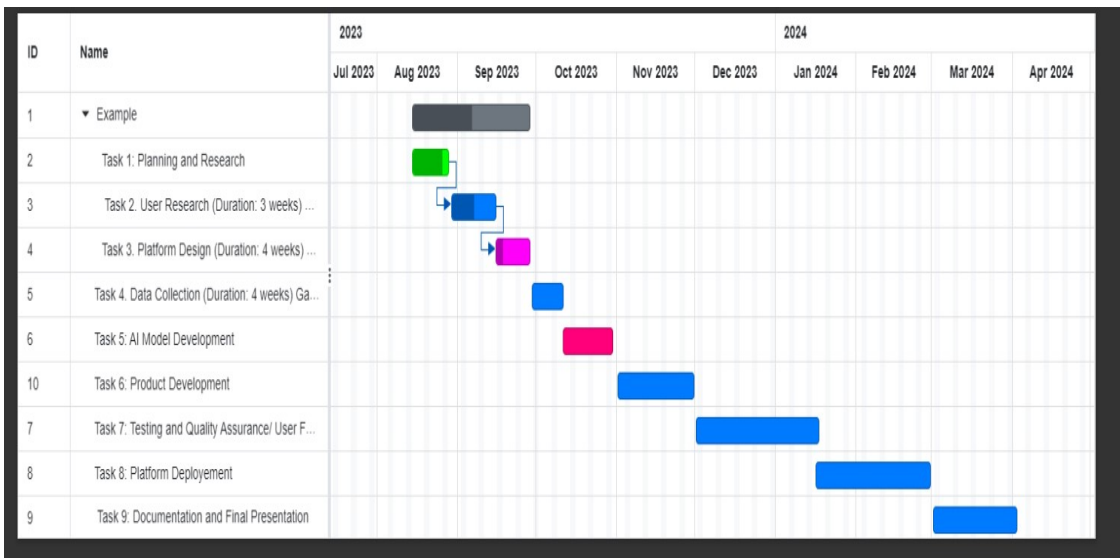 2023 2024
ID Name
Jul 2023 Aug 2023 Sep 2023 Oct 2023 Nov 2023 Dec 2023 Jan 2024 Feb 2024 Mar 2024 Apr 2024
1 Example
2 Task 1: Planning and Research
3 Task 2. User Research (Duration: 3 weeks) ...
4 Task 3. Platform Design (Duration: 4 weeks) ...
5 Task 4. Data Collection (Duration: 4 weeks) Ga...
6 Task 5: AI Model Development
10 Task 6: Product Development
7 Task 7: Testing and Quality Assurance/ User F...
8 Task 8: Platform Deployement
9 Task 9: Documentation and Final Presentation